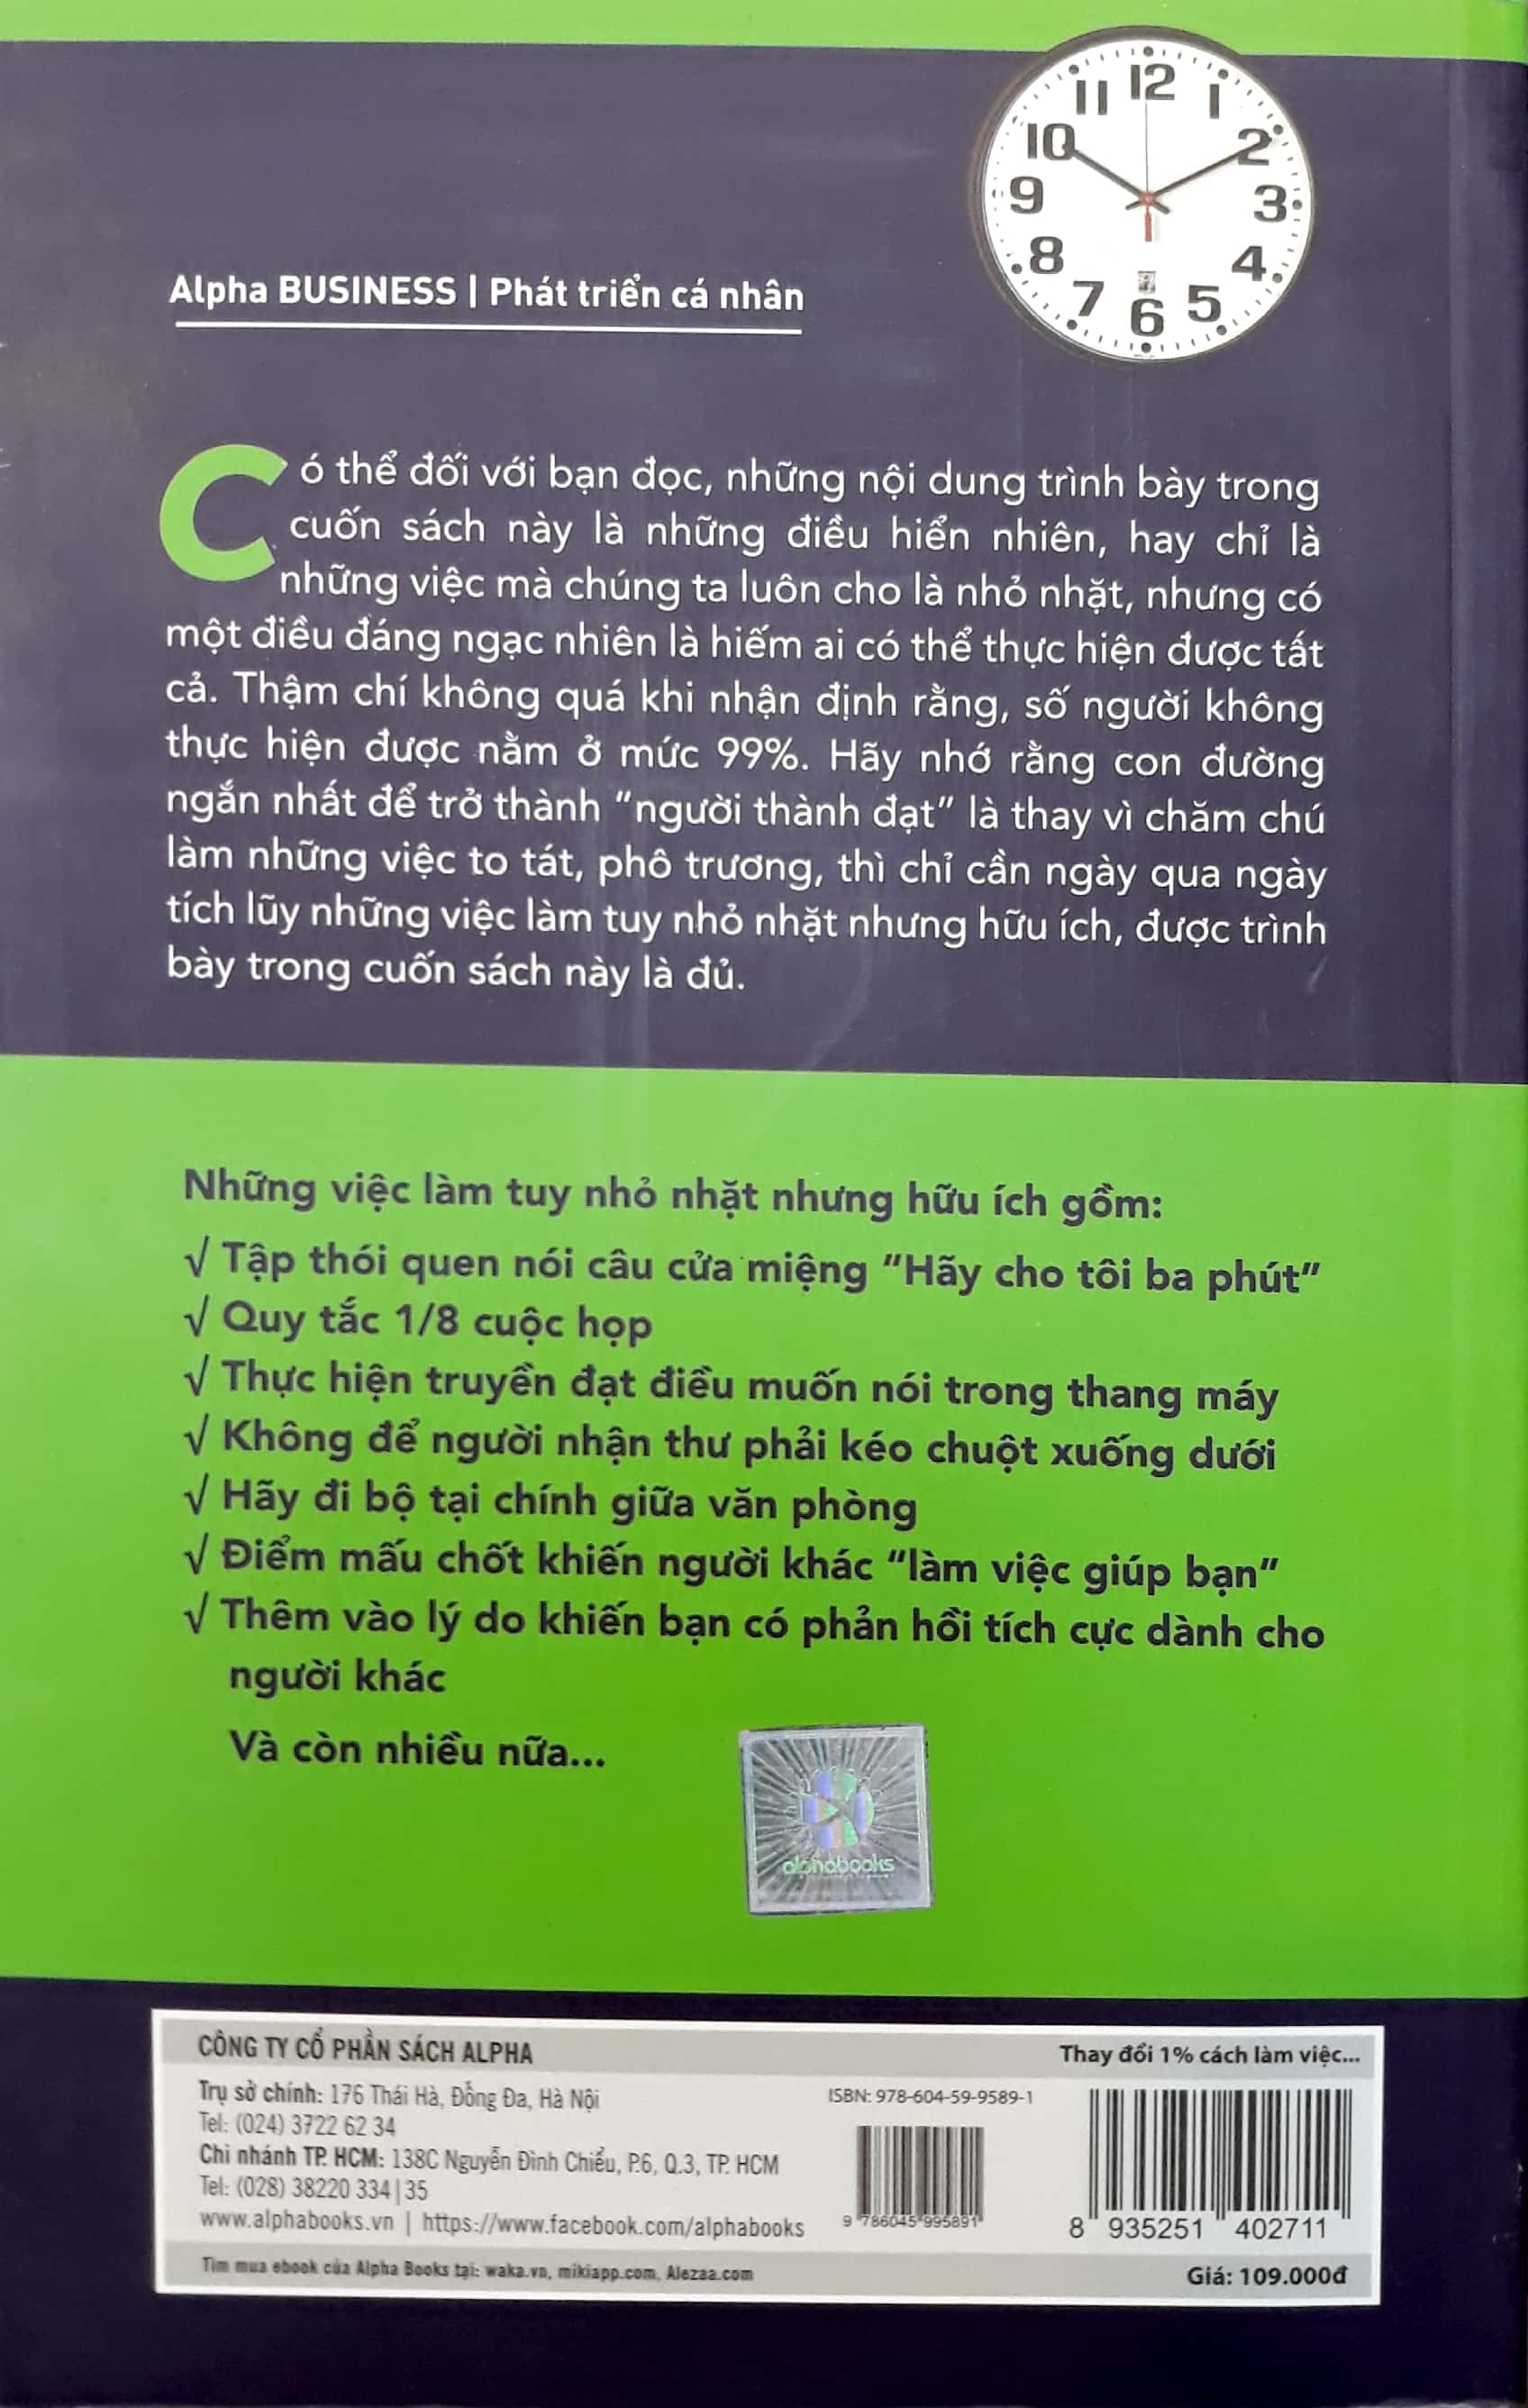 12
11
1
10
2
9
3
8
4
7
5
6
Alpha BUSINESS | Phát triển cá nhân
Có thể đối với bạn đọc, những nội dung trình bày trong
cuốn sách này là những điều hiển nhiên, hay chỉ là
những việc mà chúng ta luôn cho là nhỏ nhặt, nhưng có
một điều đáng ngạc nhiên là hiếm ai có thể thực hiện được tất
cả. Thậm chí không quá khi nhận định rằng, số người không
thực hiện được nằm ở mức 99%. Hãy nhớ rằng con đường
ngắn nhất để trở thành "người thành đạt" là thay vì chăm chú
làm những việc to tát, phô trương, thì chỉ cần ngày qua ngày
tích lũy những việc làm tuy nhỏ nhặt nhưng hữu ích, được trình
bày trong cuốn sách này là đủ.
Những việc làm tuy nhỏ nhặt nhưng hữu ích gồm:
√ Tập thói quen nói câu cửa miệng "Hãy cho tôi ba phút"
√ Quy tắc 1/8 cuộc họp
√ Thực hiện truyền đạt điều muốn nói trong thang máy
√ Không để người nhận thư phải kéo chuột xuống dưới
√ Hãy đi bộ tại chính giữa văn phòng
√ Điểm mấu chốt khiến người khác "làm việc giúp bạn"
√ Thêm vào lý do khiến bạn có phản hồi tích cực dành cho
người khác
Và còn nhiều nữa...
alphabooks
CÔNG TY CỔ PHẦN SÁCH ALPHA
Thay đổi 1% cách làm việc...
Trụ sở chính: 176 Thái Hà, Đống Đa, Hà Nội
Tel: (024) 3722 62 34
Chi nhánh TP. HCM: 138C Nguyễn Đình Chiểu, P.6, Q.3, TP. HCM
Tel: (028) 38220 334 | 35
www.alphabooks.vn | https://www.facebook.com/alphabooks
Tìm mua ebook của Alpha Books tại: waka.vn, mikiapp.com, Alezaa.com
ISBN: 978-604-59-9589-1
9 786045 995891
8 935251 402711
Giá: 109.000đ